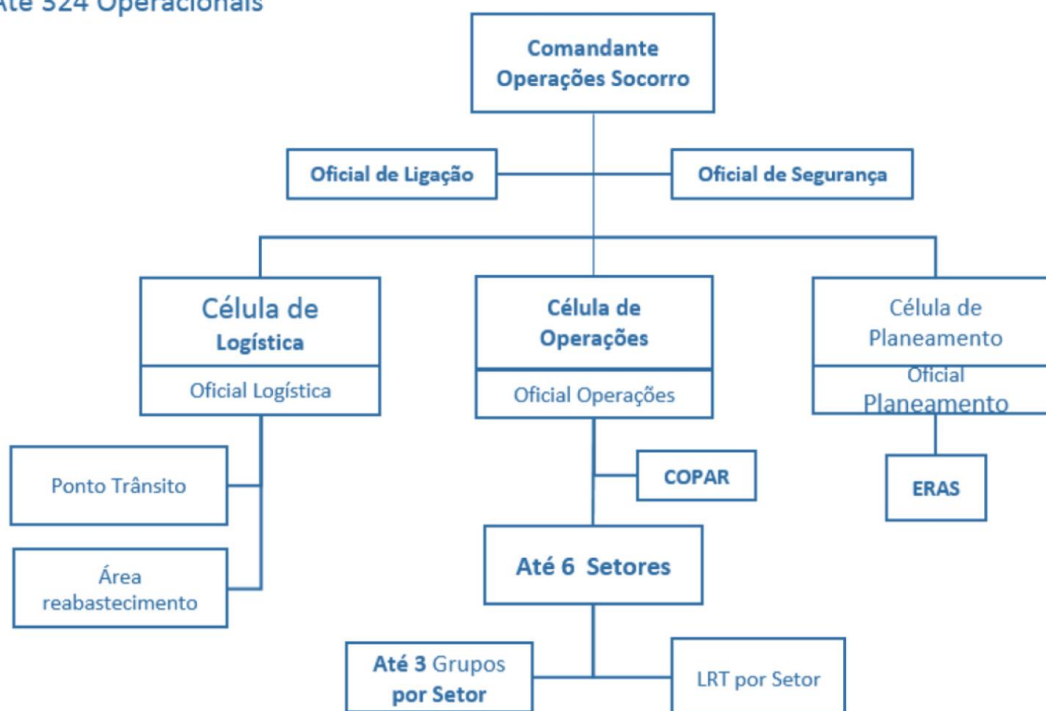 Até 324 Operacionais
Comandante
Operações Socorro
Oficial de Ligação
Oficial de Segurança
Célula de
Logística
Oficial Logística
Célula de
Operações
Oficial Operações
Célula de
Planeamento
Oficial
Planeamento
Ponto Trânsito
COPAR
ERAS
Área
reabastecimento
Até 6 Setores
Até 3 Grupos
por Setor
LRT por Setor